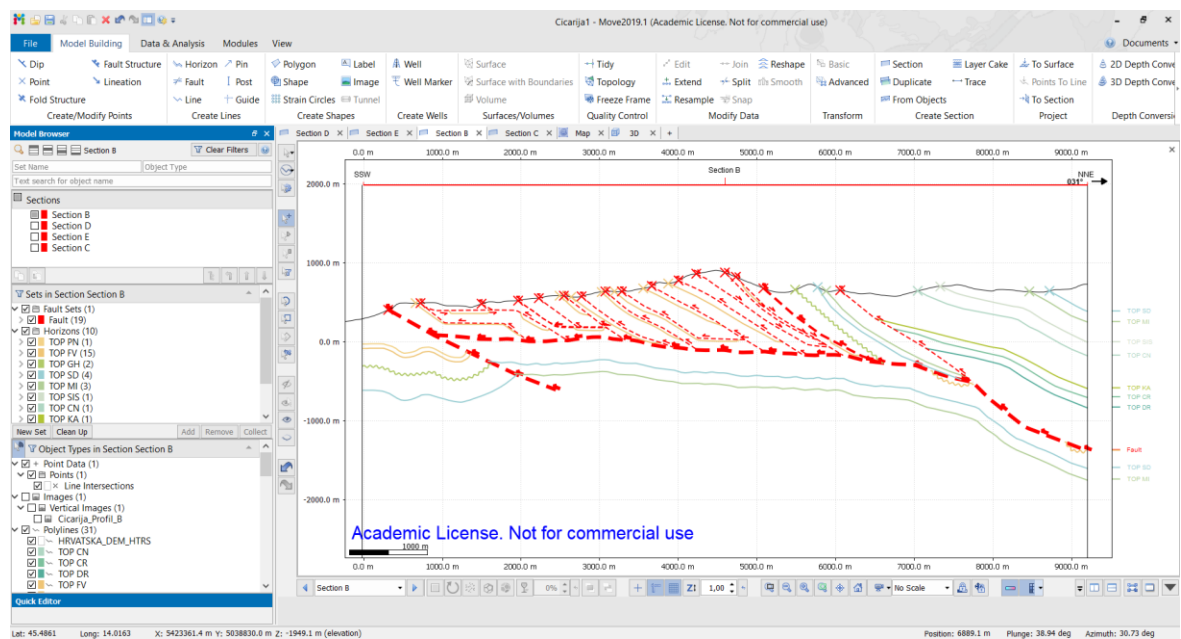 Cicarija1 - Move2019.1 (Academic License. Not for commercial use)
File Model Building Data & Analysis Modules View Documents
Dip Fault Structure Horizon Pin Polygon Label Well Surface Tidy Edit Join Reshape Basic Section Layer Cake To Surface 2D Depth Conve
Point Lineation Fault Post Shape Image Well Marker Surface with Boundaries Topology Extend Split Smooth Advanced Duplicate Trace Points To Line 3D Depth Conve
Fold Structure Line Guide Strain Circles Tunnel Volume Freeze Frame Resample Snap From Objects To Section
Create/Modify Points Create Lines Create Shapes Create Wells Surfaces/Volumes Quality Control Modify Data Transform Create Section Project Depth Conversi
Model Browser
Section D Section E Section B Section C Map 3D
Section B Clear Filters
Set Name Object Type
Text search for object name
Sections
Section B
Section D
Section E
Section C
Sets in Section Section B
Fault Sets (1)
Fault (19)
Horizons (10)
TOP PN (1)
TOP FV (15)
TOP GH (2)
TOP SD (4)
TOP MI (3)
TOP SIS (1)
TOP CN (1)
TOP KA (1)
New Set Clean Up Add Remove Collect
Object Types in Section Section B
Point Data (1)
Points (1)
Line Intersections
Images (1)
Vertical Images (1)
Cicarija_Profil_B
Polylines (31)
HRVATSKA_DEM_HTRS
TOP CN
TOP CR
TOP DR
TOP FV
Quick Editor
0.0 m 1000.0 m 2000.0 m 3000.0 m 4000.0 m 5000.0 m 6000.0 m 7000.0 m 8000.0 m 9000.0 m
SSW Section B NNE
031°
2000.0 m
1000.0 m
0.0 m
-1000.0 m
-2000.0 m
TOP SD
TOP MI
TOP CN
TOP KA
TOP CR
TOP DR
Fault
TOP SD
TOP MI
Academic License. Not for commercial use
1000 m
0.0 m 1000.0 m 2000.0 m 3000.0 m 4000.0 m 5000.0 m 6000.0 m 7000.0 m 8000.0 m 9000.0 m
Section B 0% Z: 1,00 No Scale
Lat: 45.4861 Long: 14.0163 X: 5423361.4 m Y: 5038830.0 m Z: -1949.1 m (elevation) Position: 6889.1 m Plunge: 38.94 deg Azimuth: 30.73 deg